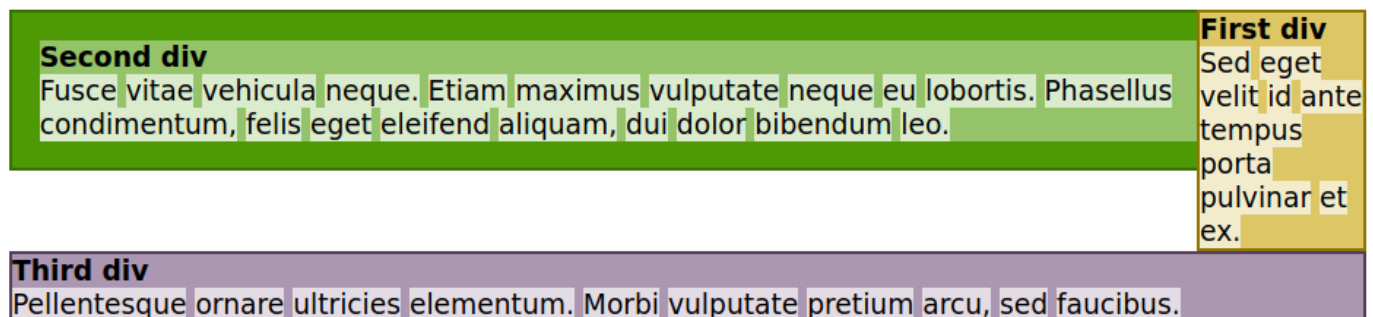 Second div
Fusce vitae vehicula neque. Etiam maximus vulputate neque eu lobortis. Phasellus
condimentum, felis eget eleifend aliquam, dui dolor bibendum leo.
First div
Sed eget
velit id ante
tempus
porta
pulvinar et
ex.
Third div
Pellentesque ornare ultricies elementum. Morbi vulputate pretium arcu, sed faucibus.